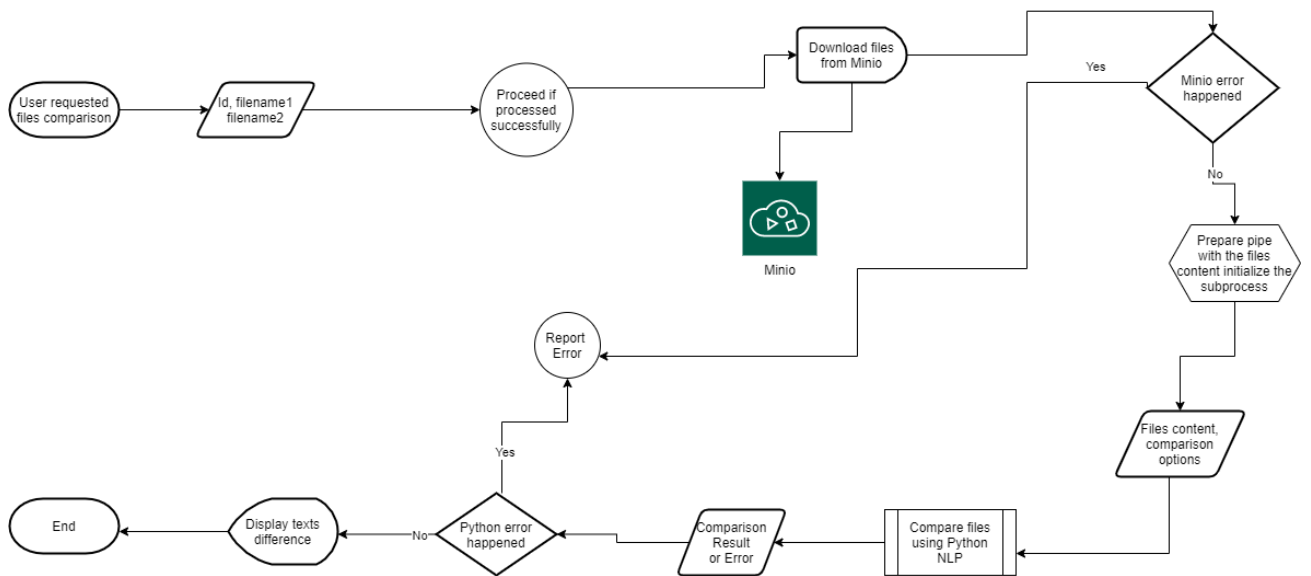 User requested
files comparison
Id, filename1
filename2
Proceed if
processed
successfully
Download files
from Minio
Minio
Yes
Minio error
happened
No
Prepare pipe
with the files
content initialize the
subprocess
Files content,
comparison
options
Compare files
using Python
NLP
Comparison
Result
or Error
Python error
happened
Yes
Report
Error
No
Display texts
difference
End